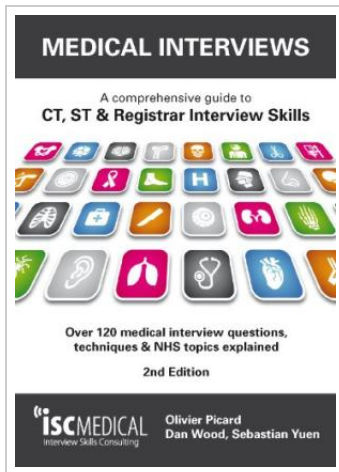 MEDICAL INTERVIEWS
A comprehensive guide to
CT, ST & Registrar Interview Skills
H
Over 120 medical interview questions,
techniques & NHS topics explained
2nd Edition
ISCMEDICAL
Interview Skills Consulting
Olivier Picard
Dan Wood, Sebastian Yuen